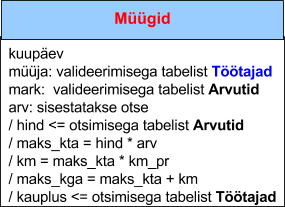 Müügid
kuupäev
müüja: valideerimisega tabelist Töötajad
mark:  valideerimisega tabelist Arvutid
arv: sisestatakse otse
/ hind <= otsimisega tabelist Arvutid
/ maks_kta = hind * arv
/ km = maks_kta * km_pr
/ maks_kga = maks_kta + km
/ kauplus <= otsimisega tabelist Töötajad